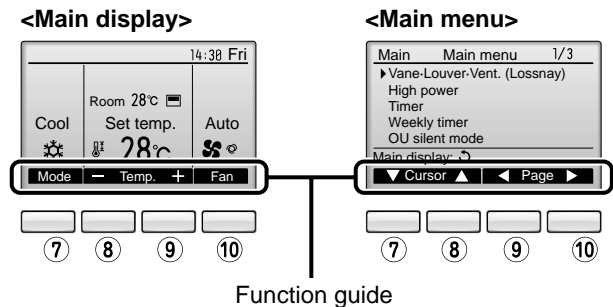 <Main display>
14:30 Fri
Room 28°C
Cool Set temp. Auto
28°C
Mode − Temp. + Fan
7 8 9 10
<Main menu>
Main Main menu 1/3
▶Vane·Louver·Vent. (Lossnay)
High power
Timer
Weekly timer
OU silent mode
Main display:
▼ Cursor ▲ ◀ Page ▶
7 8 9 10
Function guide